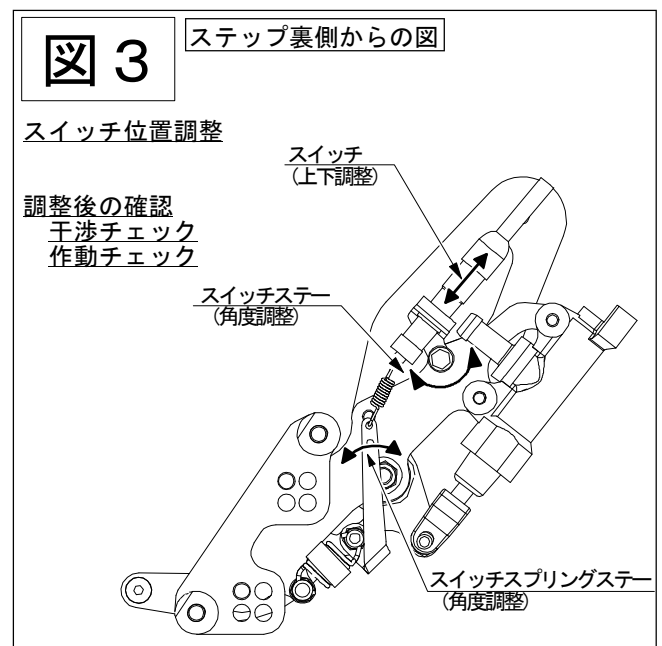 図3
ステップ裏側からの図
スイッチ位置調整
調整後の確認
干渉チェック
作動チェック
スイッチ
(上下調整)
スイッチステー
(角度調整)
スイッチスプリングステー
(角度調整)